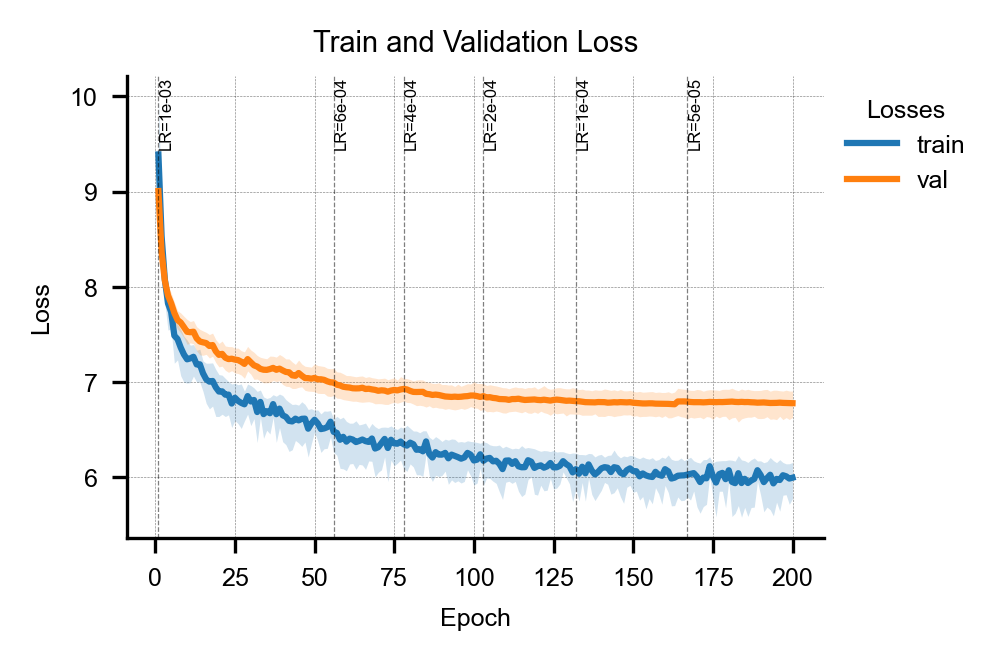 Train and Validation Loss
LR=1e-03
LR=6e-04
LR=4e-04
LR=2e-04
LR=1e-04
LR=5e-05
Losses
train
val
10
9
8
7
6
Loss
0 25 50 75 100 125 150 175 200
Epoch